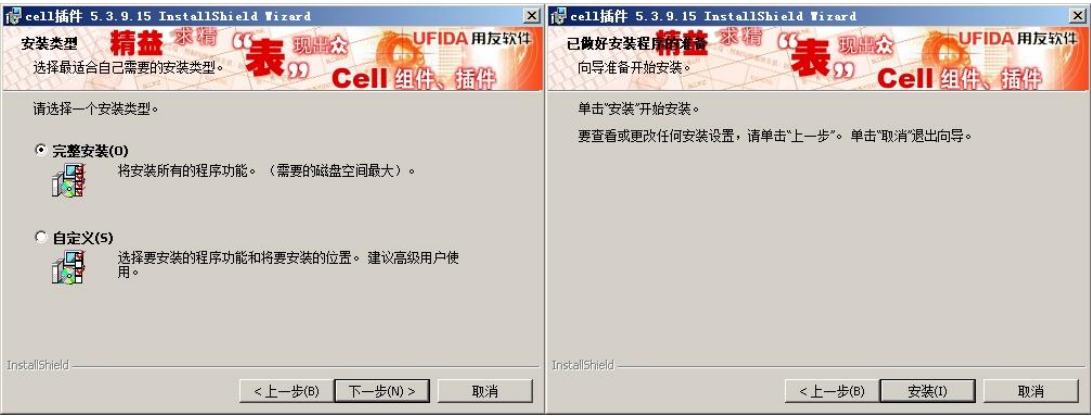 cell插件 5.3.9.15 InstallShield Wizard
安装类型
选择最适合自己需要的安装类型。
精益 求精 “表” 现出众
UFIDA 用友软件
Cell 组件、插件
请选择一个安装类型。
完整安装(O)
将安装所有的程序功能。（需要的磁盘空间最大）。
自定义(S)
选择要安装的程序功能和将要安装的位置。建议高级用户使
用。
InstallShield
<上一步(B) 下一步(N) > 取消
cell插件 5.3.9.15 InstallShield Wizard
已做好安装程序的准备
向导准备开始安装。
精益 求精 “表” 现出众
UFIDA 用友软件
Cell 组件、插件
单击“安装”开始安装。
要查看或更改任何安装设置，请单击“上一步”。单击“取消”退出向导。
InstallShield
<上一步(B) 安装(I) 取消